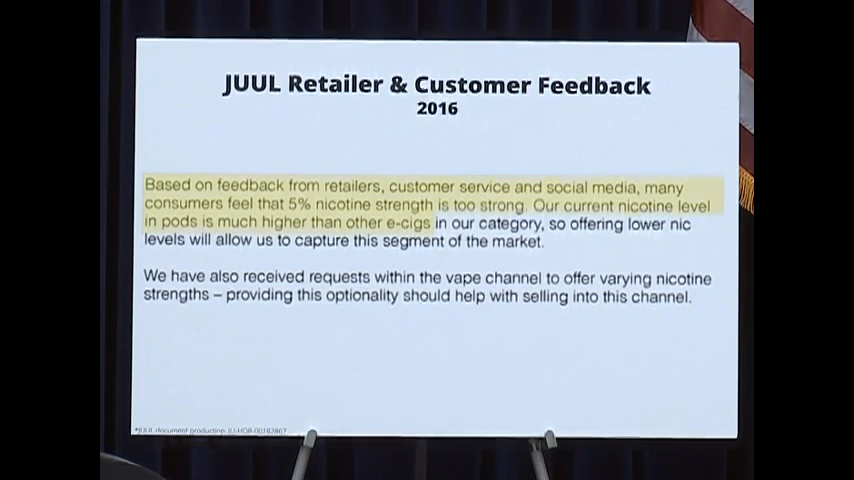 JUUL Retailer & Customer Feedback
2016
Based on feedback from retailers, customer service and social media, many
consumers feel that 5% nicotine strength is too strong. Our current nicotine level
in pods is much higher than other e-cigs in our category, so offering lower nic
levels will allow us to capture this segment of the market.
We have also received requests within the vape channel to offer varying nicotine
strengths – providing this optionality should help with selling into this channel.
*JUUL document production